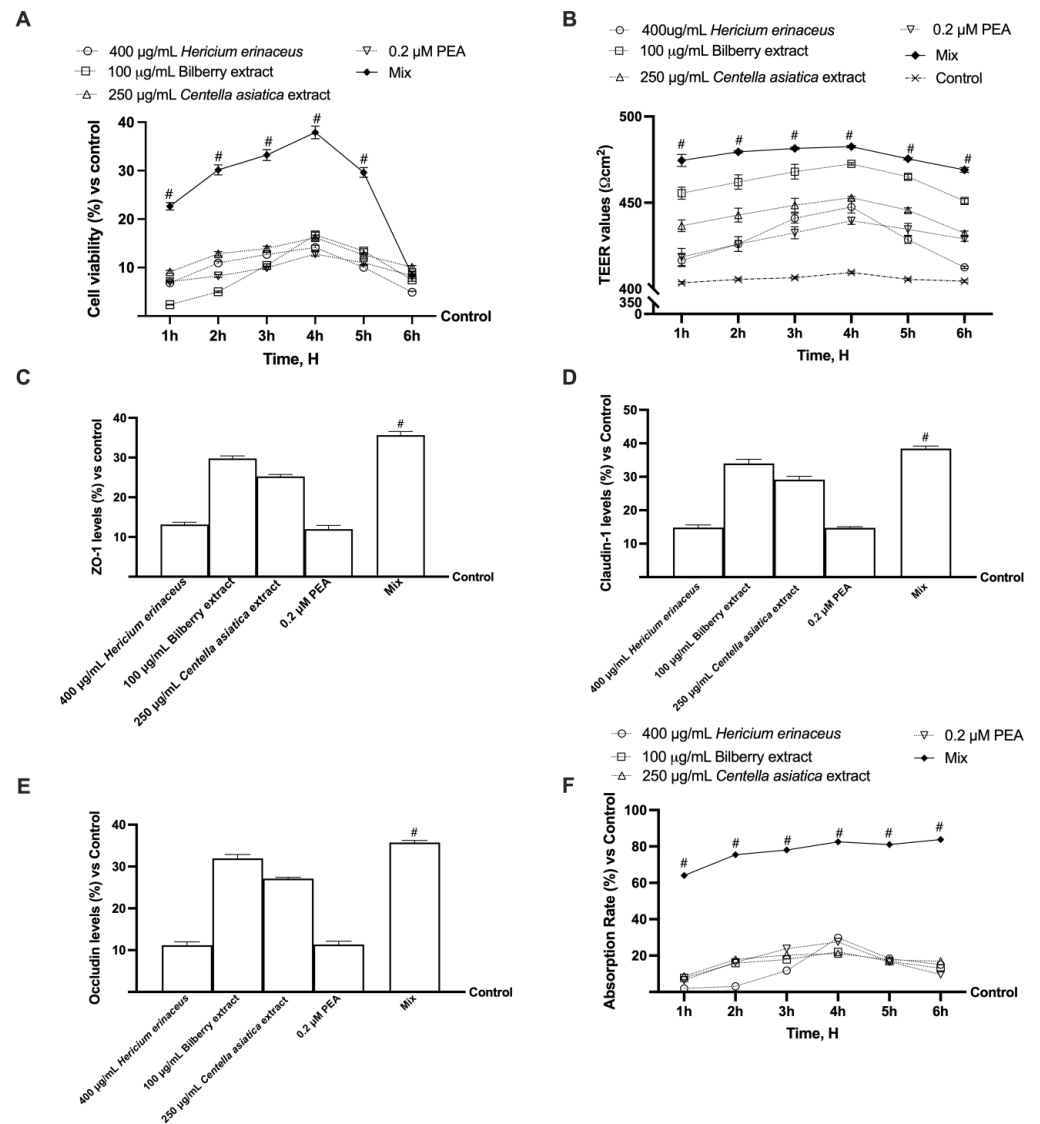 A
400 µg/mL Hericium erinaceus
100 µg/mL Bilberry extract
250 µg/mL Centella asiatica extract
0.2 µM PEA
Mix
Cell viability (%) vs control
40
30
20
10
# # # # #
Control
1h 2h 3h 4h 5h 6h
Time, H
B
400ug/mL Hericium erinaceus
100 µg/mL Bilberry extract
250 µg/mL Centella asiatica extract
0.2 µM PEA
Mix
Control
TEER values (Ωcm2)
500
450
400
350
0
# # # # # #
1h 2h 3h 4h 5h 6h
Time, H
C
ZO-1 levels (%) vs control
40
30
20
10
#
Control
400 µg/mL Hericium erinaceus
100 µg/mL Bilberry extract
250 µg/mL Centella asiatica extract
0.2 µM PEA
Mix
D
Claudin-1 levels (%) vs Control
50
40
30
20
10
#
Control
400 µg/mL Hericium erinaceus
100 µg/mL Bilberry extract
250 µg/mL Centella asiatica extract
0.2 µM PEA
Mix
E
Occludin levels (%) vs Control
40
30
20
10
#
Control
400 µg/mL Hericium erinaceus
100 µg/mL Bilberry extract
250 µg/mL Centella asiatica extract
0.2 µM PEA
Mix
400 µg/mL Hericium erinaceus
100 µg/mL Bilberry extract
250 µg/mL Centella asiatica extract
0.2 µM PEA
Mix
F
Absorption Rate (%) vs Control
100
80
60
40
20
# # # # # #
Control
1h 2h 3h 4h 5h 6h
Time, H